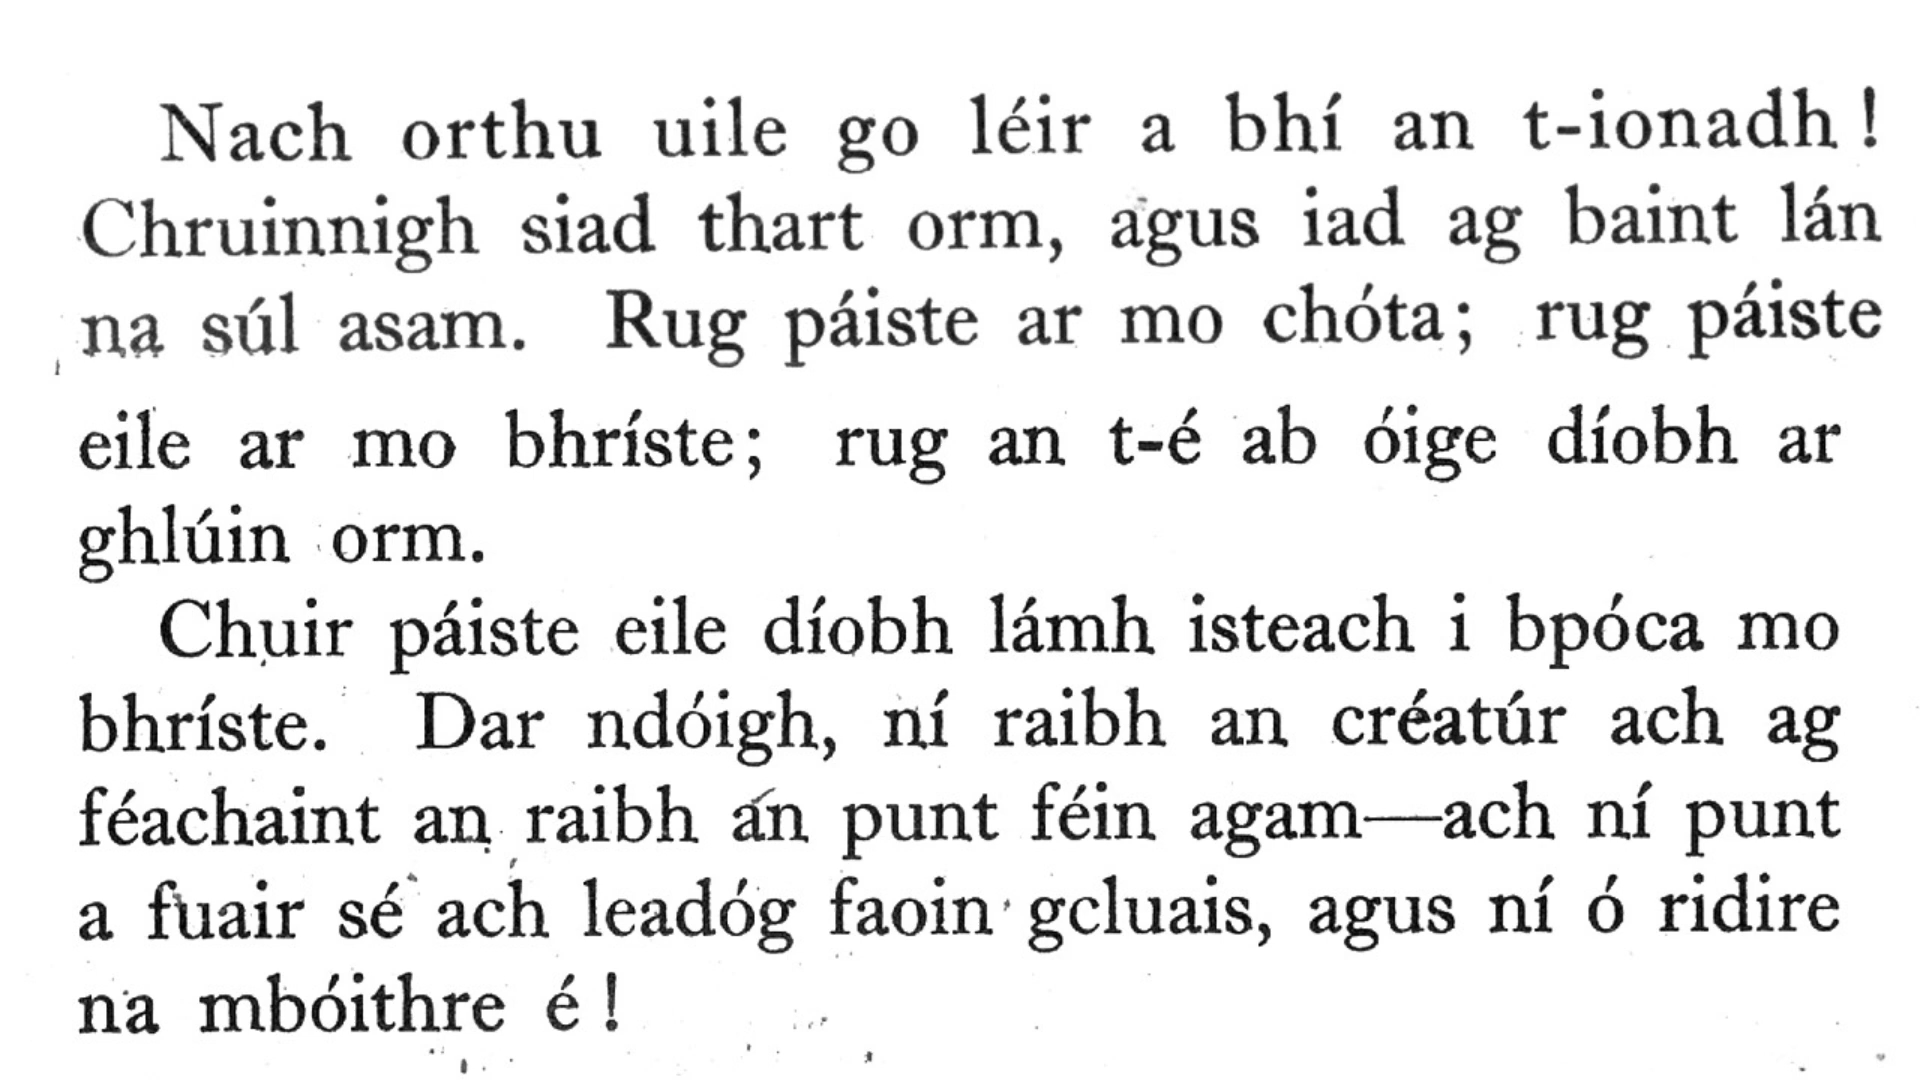 Nach orthu uile go léir a bhí an t-ionadh!
Chruinnigh siad thart orm, agus iad ag baint lán
na súl asam. Rug páiste ar mo chóta; rug páiste
eile ar mo bhríste; rug an t-é ab óige díobh ar
ghlúin orm.
Chuir páiste eile díobh lámh isteach i bpóca mo
bhríste. Dar ndóigh, ní raibh an créatúr ach ag
féachaint an raibh an punt féin agam—ach ní punt
a fuair sé ach leadóg faoin gcluais, agus ní ó ridire
na mbóithre é!